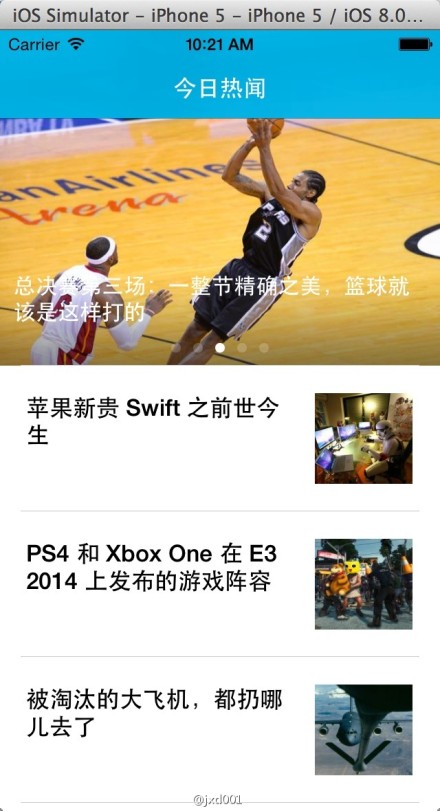 iOS Simulator – iPhone 5 – iPhone 5 / iOS 8.0...
Carrier 10:21 AM
今日热闻
anAirlines
Arena
2
总决赛第三场：一整节精确之美，篮球就
该是这样打的
苹果新贵 Swift 之前世今
生
PS4 和 Xbox One 在 E3
2014 上发布的游戏阵容
被淘汰的大飞机，都扔哪
儿去了
@jxd001